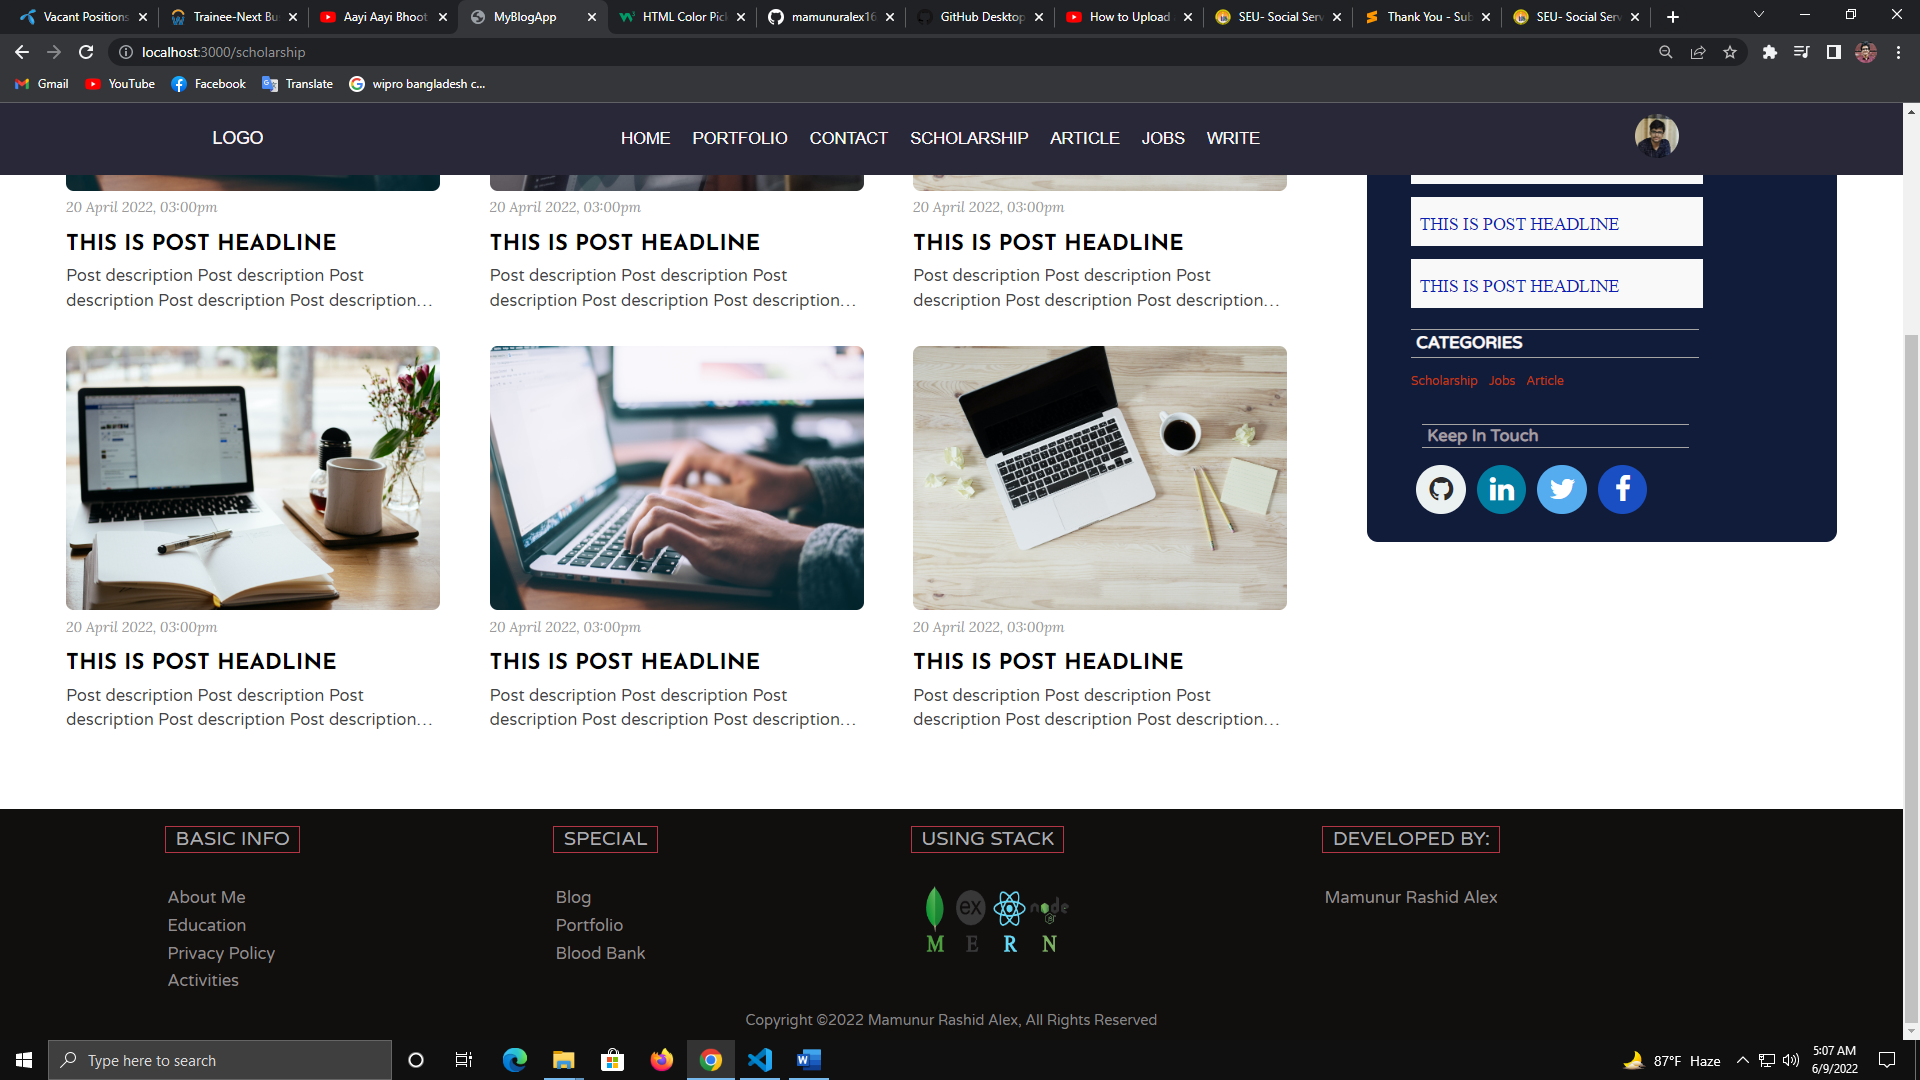 Vacant Positions
Trainee-Next Bu
Aayi Aayi Bhoot
MyBlogApp
HTML Color Pic
mamunuralex16
GitHub Desktop
How to Upload
SEU- Social Serv
Thank You - Sub
SEU- Social Serv
localhost:3000/scholarship
Gmail
YouTube
Facebook
Translate
wipro bangladesh c...
LOGO
HOME PORTFOLIO CONTACT SCHOLARSHIP ARTICLE JOBS WRITE
20 April 2022, 03:00pm
THIS IS POST HEADLINE
Post description Post description Post
description Post description Post description...
20 April 2022, 03:00pm
THIS IS POST HEADLINE
Post description Post description Post
description Post description Post description...
20 April 2022, 03:00pm
THIS IS POST HEADLINE
Post description Post description Post
description Post description Post description...
20 April 2022, 03:00pm
THIS IS POST HEADLINE
Post description Post description Post
description Post description Post description...
20 April 2022, 03:00pm
THIS IS POST HEADLINE
Post description Post description Post
description Post description Post description...
20 April 2022, 03:00pm
THIS IS POST HEADLINE
Post description Post description Post
description Post description Post description...
THIS IS POST HEADLINE
THIS IS POST HEADLINE
CATEGORIES
Scholarship Jobs Article
Keep In Touch
in
f
BASIC INFO
About Me
Education
Privacy Policy
Activities
SPECIAL
Blog
Portfolio
Blood Bank
USING STACK
ex
node
JS
M E R N
DEVELOPED BY:
Mamunur Rashid Alex
Copyright ©2022 Mamunur Rashid Alex, All Rights Reserved
Type here to search
87°F Haze
5:07 AM
6/9/2022